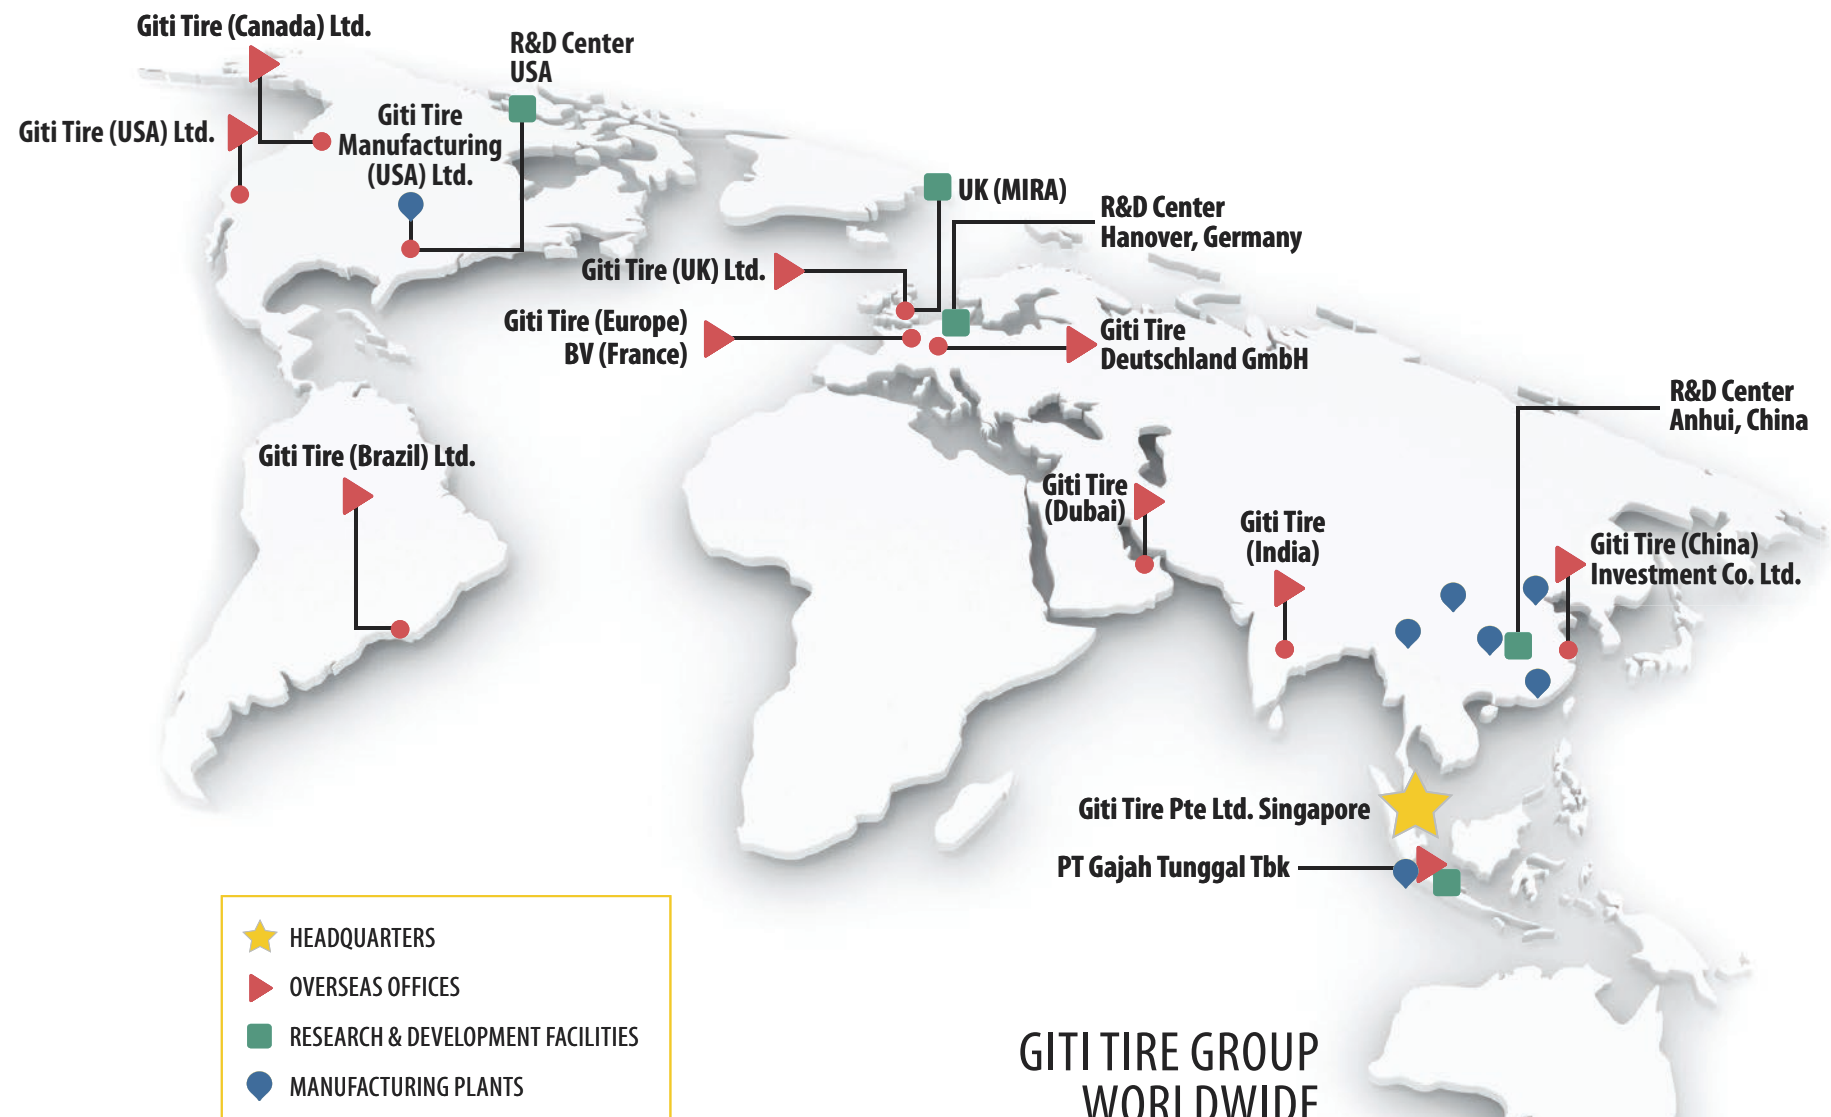 Giti Tire (Canada) Ltd.
R&D Center
USA
Giti Tire (USA) Ltd.
Giti Tire
Manufacturing
(USA) Ltd.
UK (MIRA)
R&D Center
Hanover, Germany
Giti Tire (UK) Ltd.
Giti Tire (Europe)
BV (France)
Giti Tire
Deutschland GmbH
R&D Center
Anhui, China
Giti Tire (Brazil) Ltd.
Giti Tire
(Dubai)
Giti Tire
(India)
Giti Tire (China)
Investment Co. Ltd.
Giti Tire Pte Ltd. Singapore
PT Gajah Tunggal Tbk
HEADQUARTERS
OVERSEAS OFFICES
RESEARCH & DEVELOPMENT FACILITIES
MANUFACTURING PLANTS
GITI TIRE GROUP
WORLDWIDE